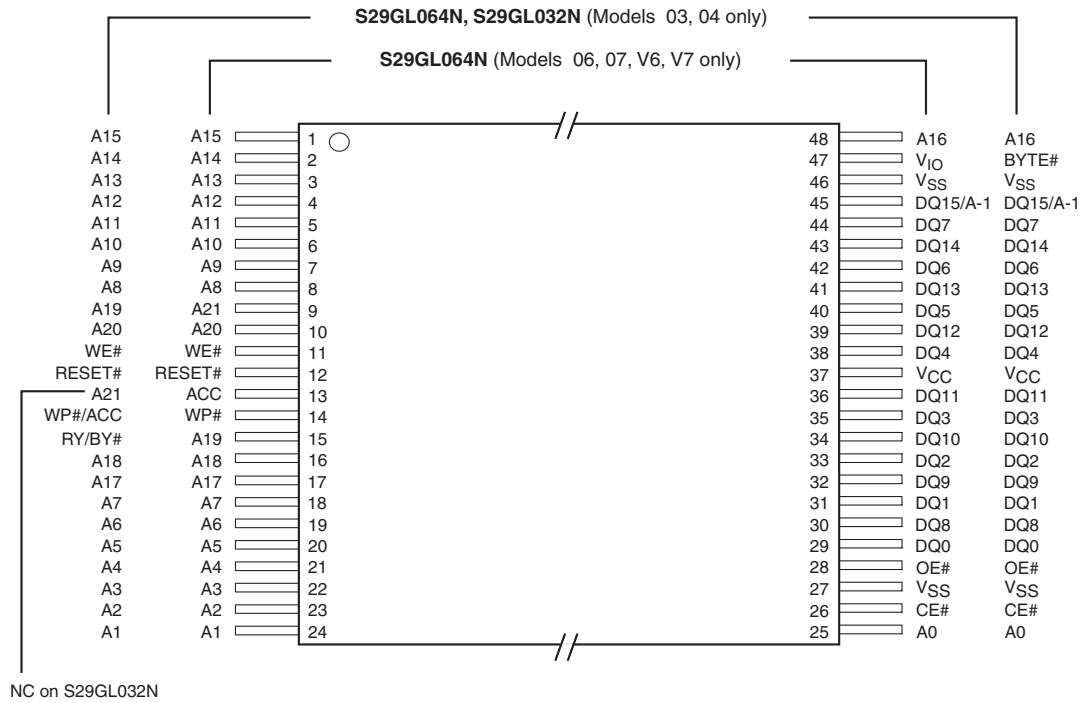 S29GL064N, S29GL032N (Models 03, 04 only)
S29GL064N (Models 06, 07, V6, V7 only)
A15 A15 1 48 A16 A16
A14 A14 2 47 VIO BYTE#
A13 A13 3 46 VSS VSS
A12 A12 4 45 DQ15/A-1 DQ15/A-1
A11 A11 5 44 DQ7 DQ7
A10 A10 6 43 DQ14 DQ14
A9 A9 7 42 DQ6 DQ6
A8 A8 8 41 DQ13 DQ13
A19 A21 9 40 DQ5 DQ5
A20 A20 10 39 DQ12 DQ12
WE# WE# 11 38 DQ4 DQ4
RESET# RESET# 12 37 VCC VCC
A21 ACC 13 36 DQ11 DQ11
WP#/ACC WP# 14 35 DQ3 DQ3
RY/BY# A19 15 34 DQ10 DQ10
A18 A18 16 33 DQ2 DQ2
A17 A17 17 32 DQ9 DQ9
A7 A7 18 31 DQ1 DQ1
A6 A6 19 30 DQ8 DQ8
A5 A5 20 29 DQ0 DQ0
A4 A4 21 28 OE# OE#
A3 A3 22 27 VSS VSS
A2 A2 23 26 CE# CE#
A1 A1 24 25 A0 A0
NC on S29GL032N